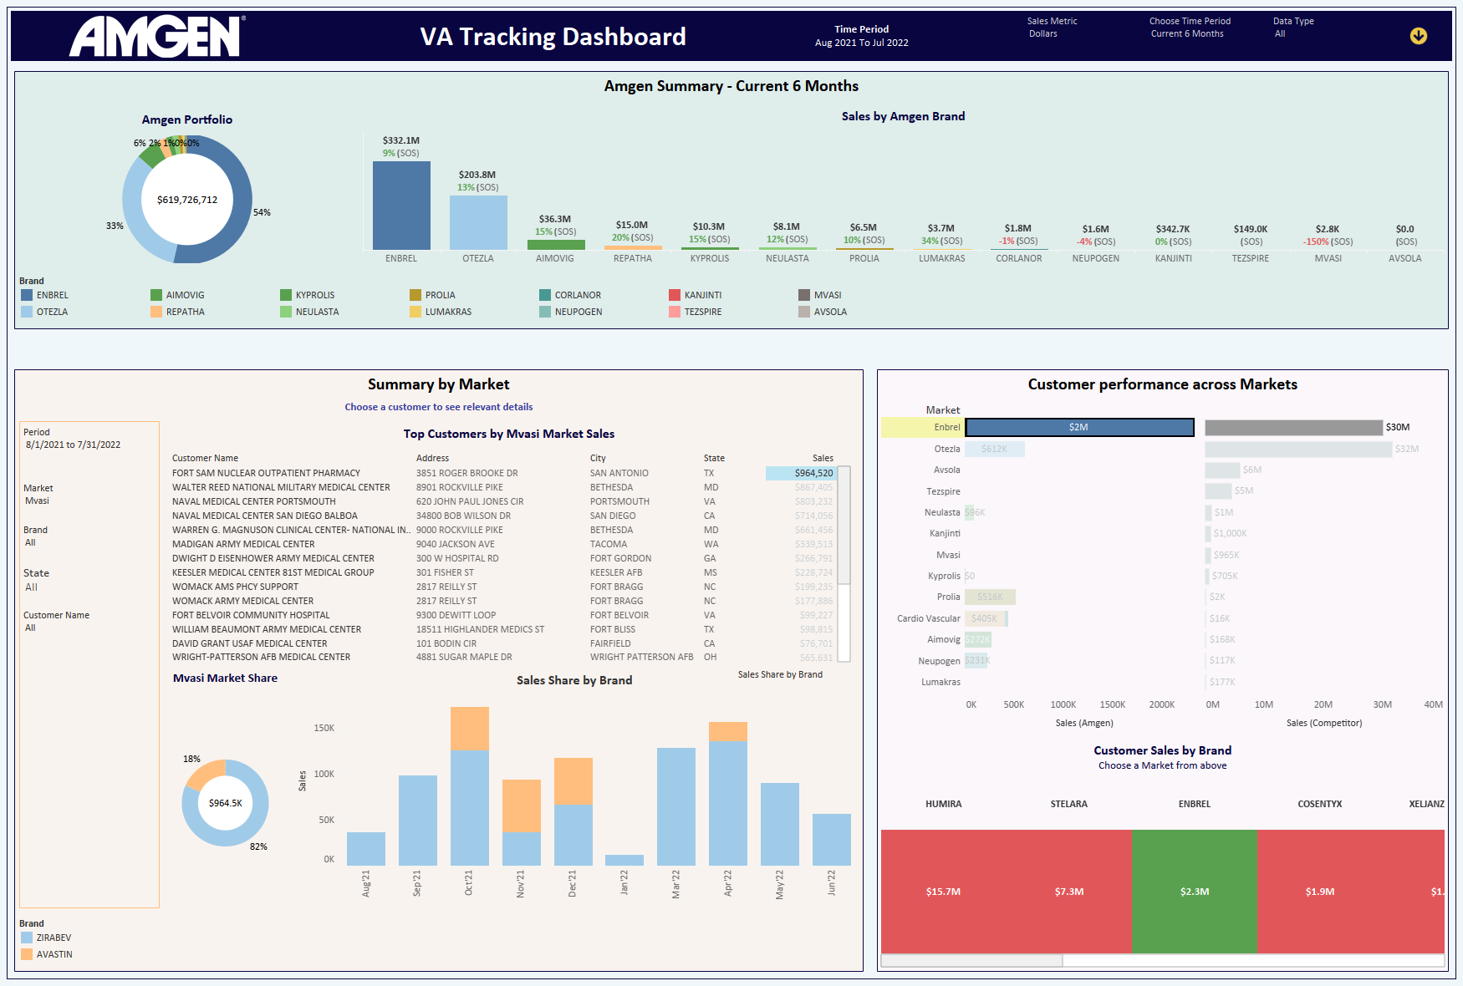 AMGEN®
VA Tracking Dashboard
Time Period
Aug 2021 To Jul 2022
Sales Metric
Dollars
Choose Time Period
Current 6 Months
Data Type
All
Amgen Summary - Current 6 Months
Amgen Portfolio
6% 2% 1% 0% 0%
$619,726,712
54%
33%
Sales by Amgen Brand
$332.1M $203.8M $36.3M $15.0M $10.3M $8.1M $6.5M $3.7M $1.8M $1.6M $342.7K $149.0K $2.8K $0.0
9% (SOS) 13% (SOS) 15% (SOS) 20% (SOS) 15% (SOS) 12% (SOS) 10% (SOS) 34% (SOS) -1% (SOS) -4% (SOS) 0% (SOS) (SOS) -150% (SOS) (SOS)
ENBREL OTEZLA AIMOVIG REPATHA KYPROLIS NEULASTA PROLIA LUMAKRAS CORLANOR NEUPOGEN KANJINTI TEZSPIRE MVASI AVSOLA
Brand
ENBREL AIMOVIG KYPROLIS PROLIA CORLANOR KANJINTI MVASI
OTEZLA REPATHA NEULASTA LUMAKRAS NEUPOGEN TEZSPIRE AVSOLA
Summary by Market
Choose a customer to see relevant details
Period
8/1/2021 to 7/31/2022
Market
Mvasi
Brand
All
State
All
Customer Name
All
Top Customers by Mvasi Market Sales
Customer Name Address City State Sales
FORT SAM NUCLEAR OUTPATIENT PHARMACY 3851 ROGER BROOKE DR SAN ANTONIO TX $964,520
WALTER REED NATIONAL MILITARY MEDICAL CENTER 8901 ROCKVILLE PIKE BETHESDA MD $867,405
NAVAL MEDICAL CENTER PORTSMOUTH 620 JOHN PAUL JONES CIR PORTSMOUTH VA $803,232
NAVAL MEDICAL CENTER SAN DIEGO BALBOA 34800 BOB WILSON DR SAN DIEGO CA $714,056
WARREN G. MAGNUSON CLINICAL CENTER- NATIONAL IN.. 9000 ROCKVILLE PIKE BETHESDA MD $661,456
MADIGAN ARMY MEDICAL CENTER 9040 JACKSON AVE TACOMA WA $339,513
DWIGHT D EISENHOWER ARMY MEDICAL CENTER 300 W HOSPITAL RD FORT GORDON GA $266,791
KEESLER MEDICAL CENTER 81ST MEDICAL GROUP 301 FISHER ST KEESLER AFB MS $228,724
WOMACK AMS PHCY SUPPORT 2817 REILLY ST FORT BRAGG NC $199,235
WOMACK ARMY MEDICAL CENTER 2817 REILLY ST FORT BRAGG NC $177,886
FORT BELVOIR COMMUNITY HOSPITAL 9300 DEWITT LOOP FORT BELVOIR VA $99,227
WILLIAM BEAUMONT ARMY MEDICAL CENTER 18511 HIGHLANDER MEDICS ST FORT BLISS TX $98,815
DAVID GRANT USAF MEDICAL CENTER 101 BODIN CIR FAIRFIELD CA $76,701
WRIGHT-PATTERSON AFB MEDICAL CENTER 4881 SUGAR MAPLE DR WRIGHT PATTERSON AFB OH $65,631
Mvasi Market Share
18%
$964.5K
82%
Sales Share by Brand
Sales Share by Brand
Sales
150K
100K
50K
0K
Aug'21 Sep'21 Oct'21 Nov'21 Dec'21 Jan'22 Mar'22 Apr'22 May'22 Jun'22
Brand
ZIRABEV
AVASTIN
Customer performance across Markets
Market
Enbrel $2M $30M
Otezla $612K $32M
Avsola $6M
Tezspire $5M
Neulasta $96K $1M
Kanjinti $1,000K
Mvasi $965K
Kyprolis $0 $705K
Prolia $516K $2K
Cardio Vascular $405K $16K
Aimovig $272K $168K
Neupogen $231K $117K
Lumakras $177K
0K 500K 1000K 1500K 2000K 0M 10M 20M 30M 40M
Sales (Amgen) Sales (Competitor)
Customer Sales by Brand
Choose a Market from above
HUMIRA STELARA ENBREL COSENTYX XELJANZ
$15.7M $7.3M $2.3M $1.9M $1.